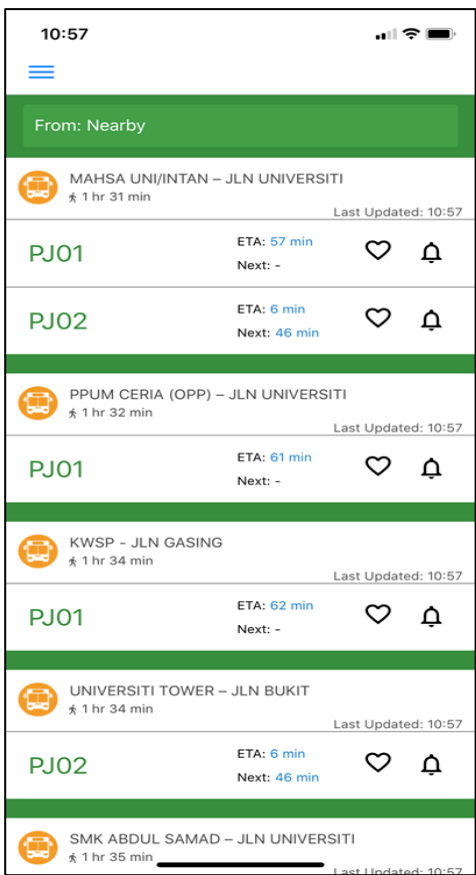 10:57
From: Nearby
MAHSA UNI/INTAN – JLN UNIVERSITI
1 hr 31 min
Last Updated: 10:57
PJ01
ETA: 57 min
Next: -
PJ02
ETA: 6 min
Next: 46 min
PPUM CERIA (OPP) – JLN UNIVERSITI
1 hr 32 min
Last Updated: 10:57
PJ01
ETA: 61 min
Next: -
KWSP - JLN GASING
1 hr 34 min
Last Updated: 10:57
PJ01
ETA: 62 min
Next: -
UNIVERSITI TOWER – JLN BUKIT
1 hr 34 min
Last Updated: 10:57
PJ02
ETA: 6 min
Next: 46 min
SMK ABDUL SAMAD – JLN UNIVERSITI
1 hr 35 min
Last Updated: 10:57